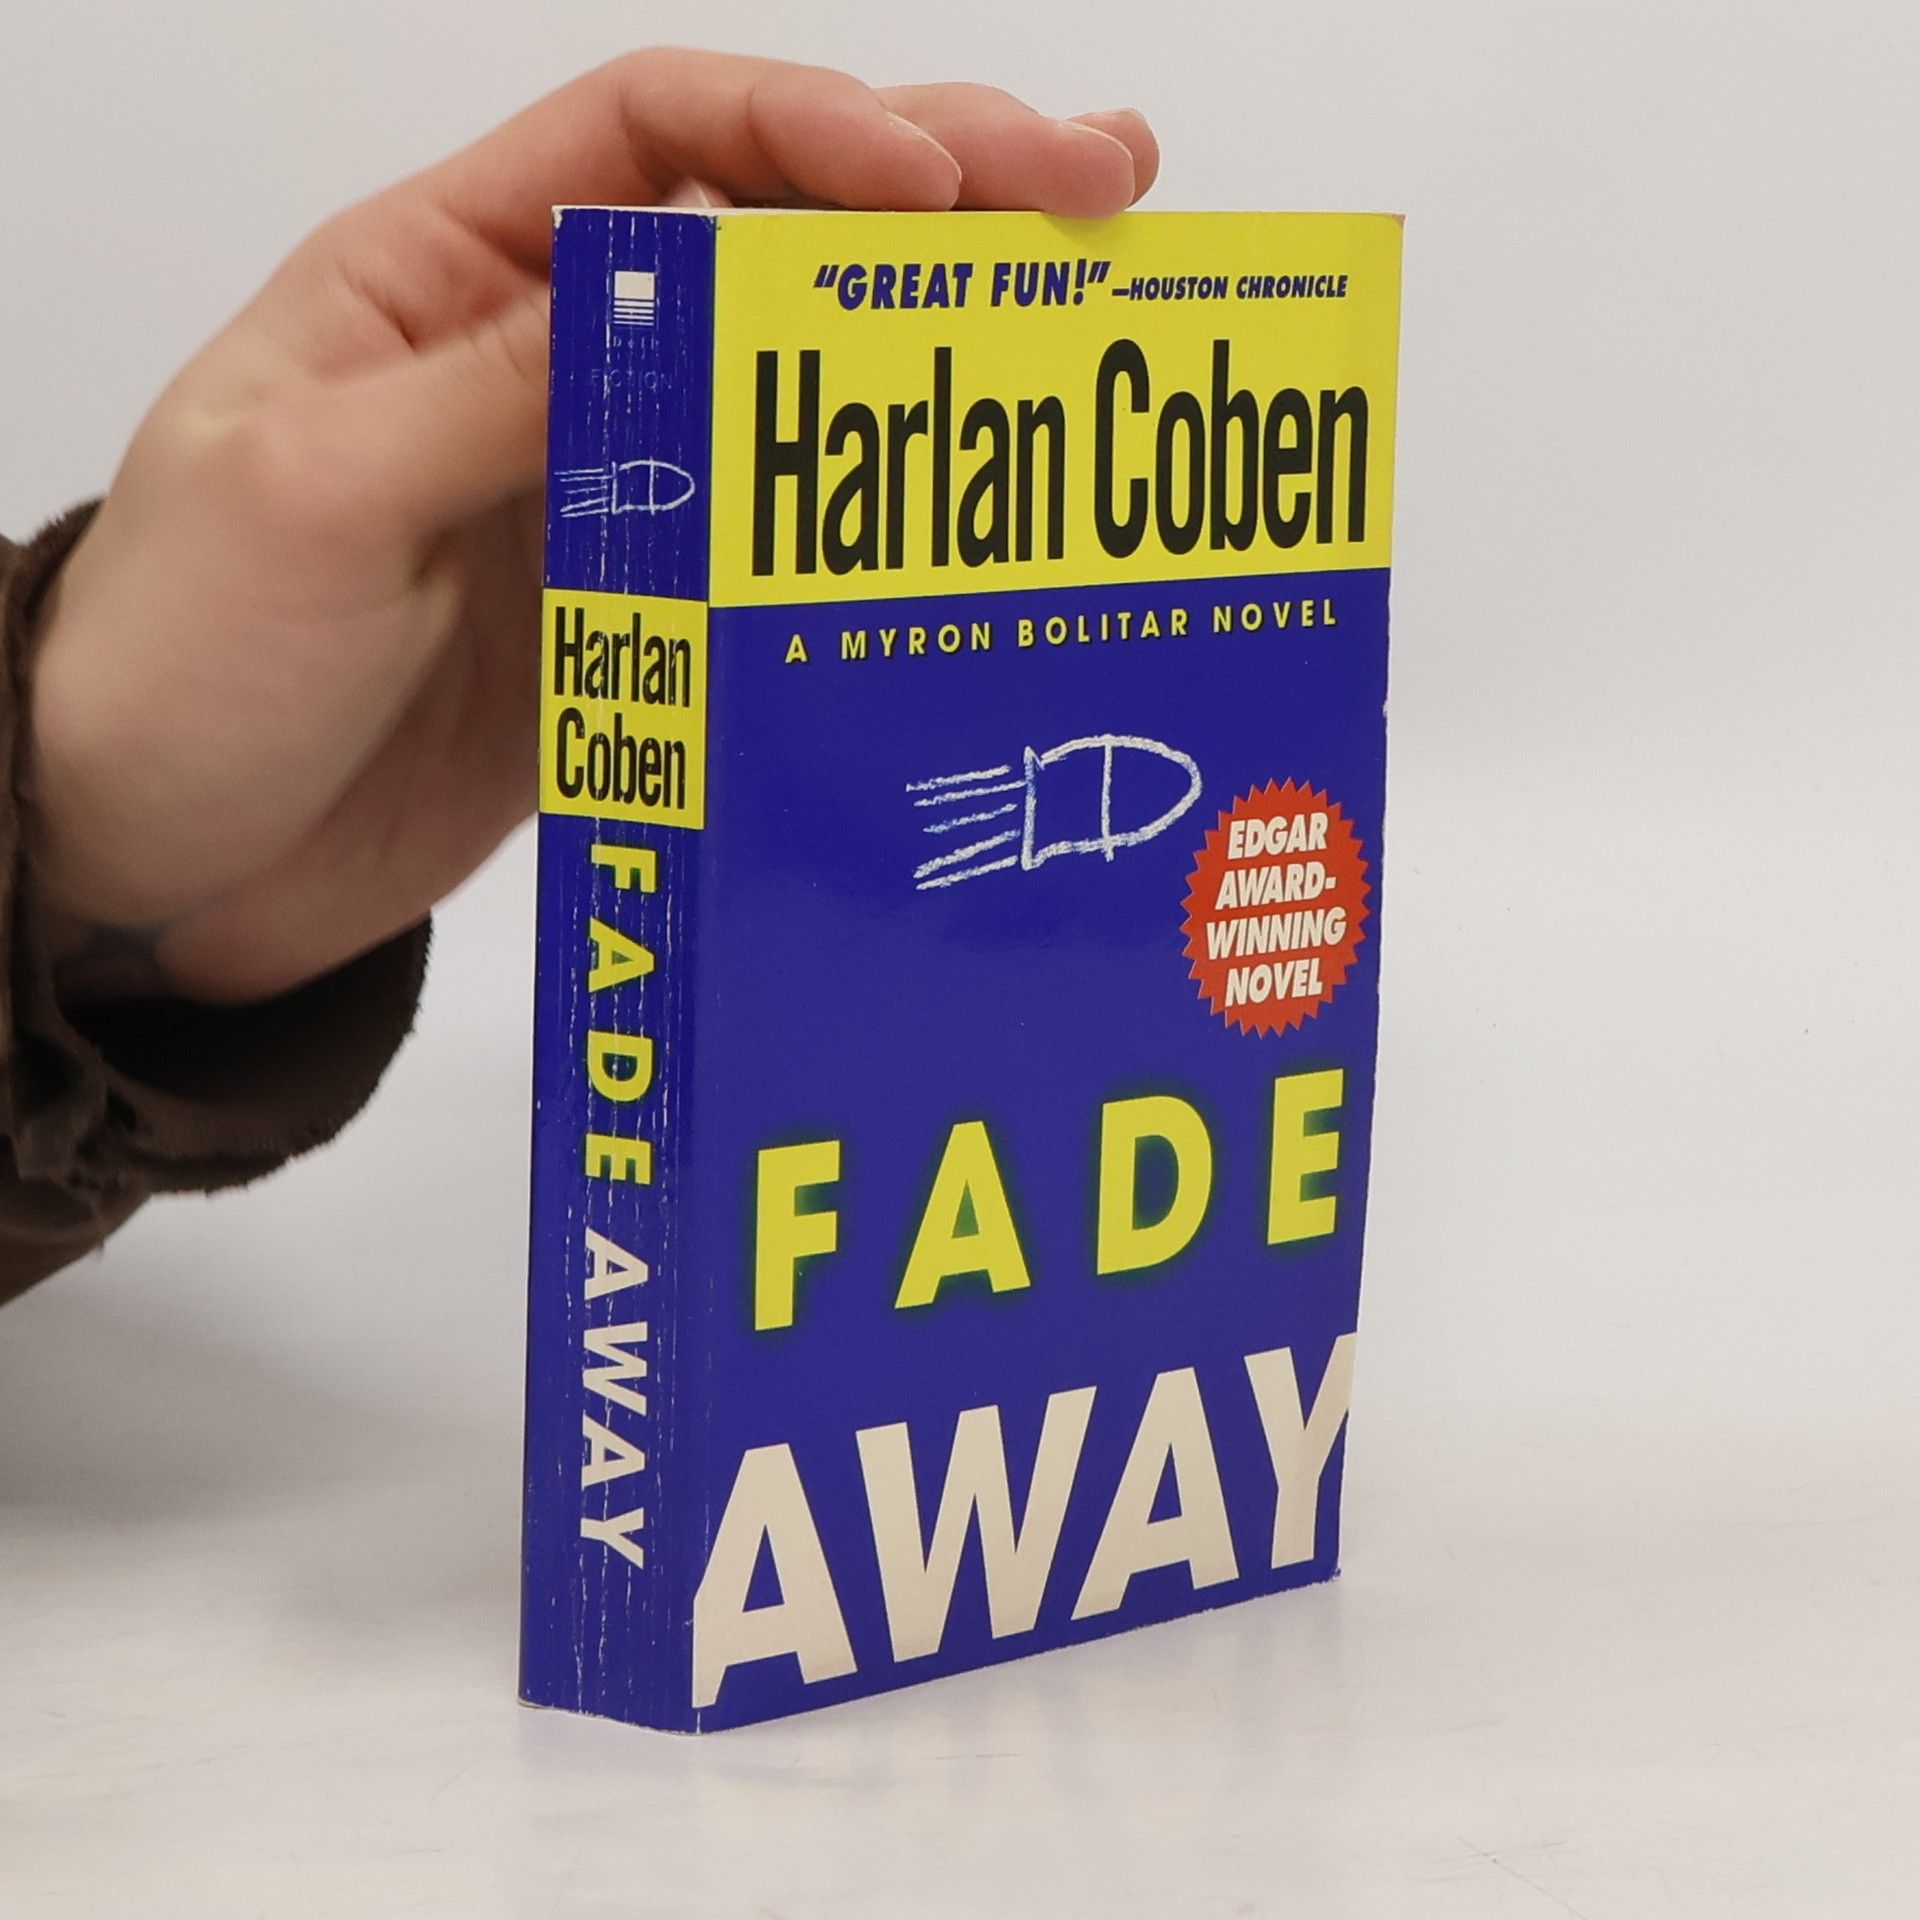 FICTION
Harlan
Coben
FADE AWAY
“GREAT FUN!” –HOUSTON CHRONICLE
Harlan Coben
A MYRON BOLITAR NOVEL
EDGAR
AWARD-
WINNING
NOVEL
FADE
AWAY